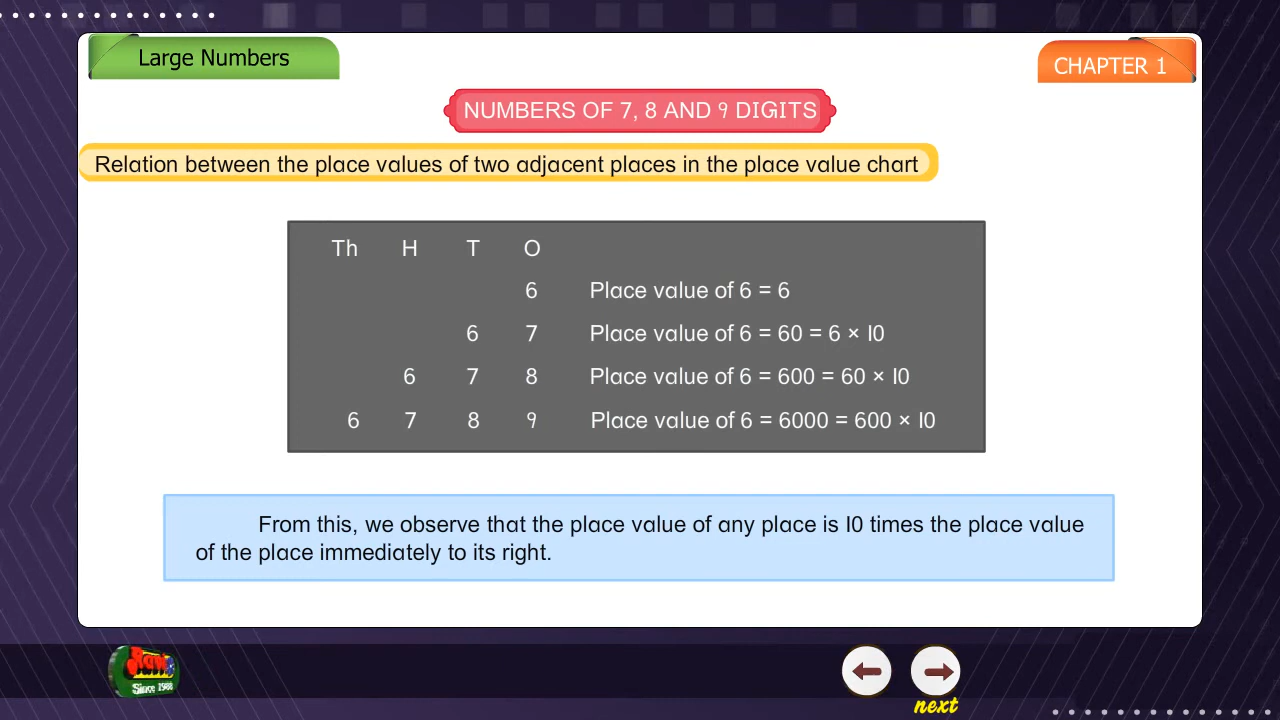 Large Numbers
CHAPTER 1
NUMBERS OF 7, 8 AND 9 DIGITS
Relation between the place values of two adjacent places in the place value chart
Th H T O
6 Place value of 6 = 6
6 7 Place value of 6 = 60 = 6 × 10
6 7 8 Place value of 6 = 600 = 60 × 10
6 7 8 9 Place value of 6 = 6000 = 600 × 10
From this, we observe that the place value of any place is 10 times the place value
of the place immediately to its right.
Since 1986
next